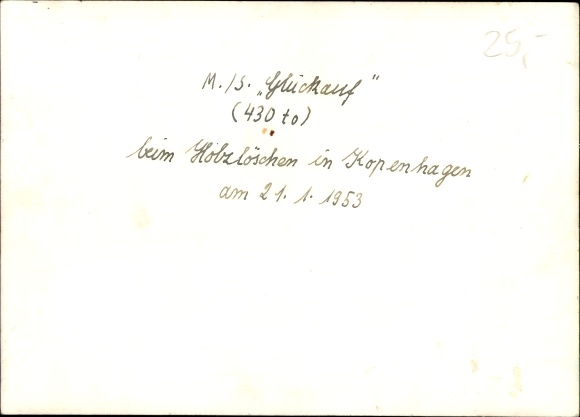 25,-
M./S. „Glückauf"
(430 to)
beim Holzlöschen in Kopenhagen
am 21. 1. 1953